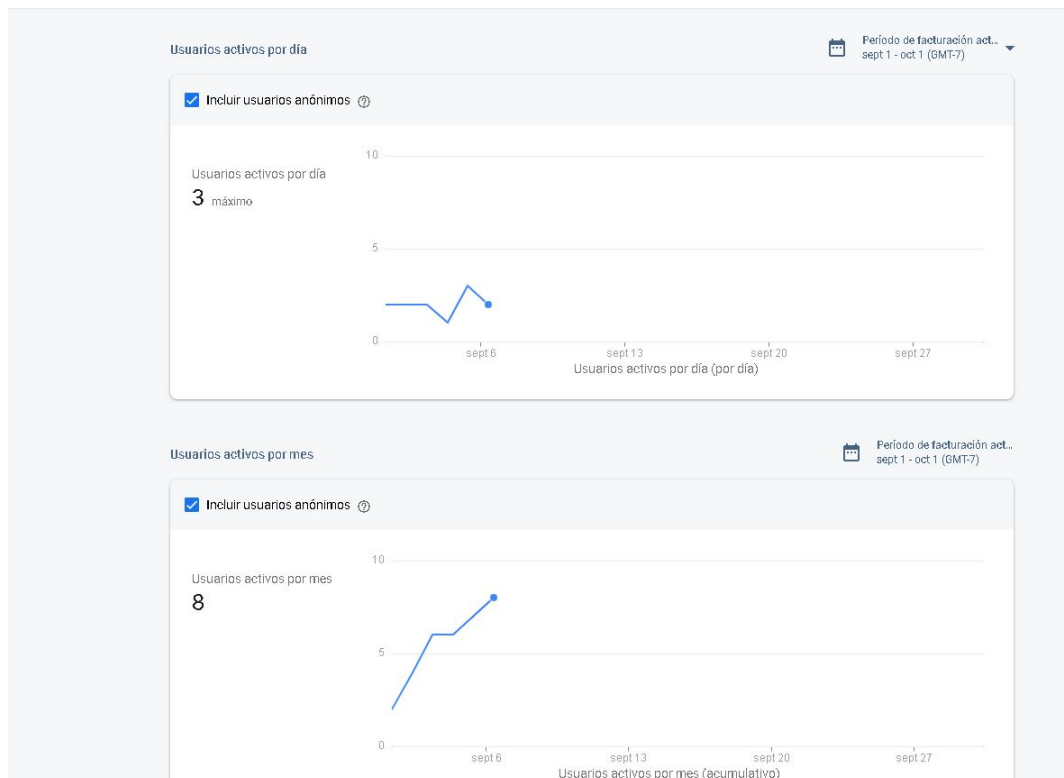 Usuarios activos por día
Período de facturación act...
sept 1 - oct 1 (GMT-7)
Incluir usuarios anónimos
Usuarios activos por día
3 máximo
10
5
0
sept 6
sept 13
sept 20
sept 27
Usuarios activos por día (por día)
Usuarios activos por mes
Período de facturación act...
sept 1 - oct 1 (GMT-7)
Incluir usuarios anónimos
Usuarios activos por mes
8
10
5
0
sept 6
sept 13
sept 20
sept 27
Usuarios activos por mes (acumulativo)